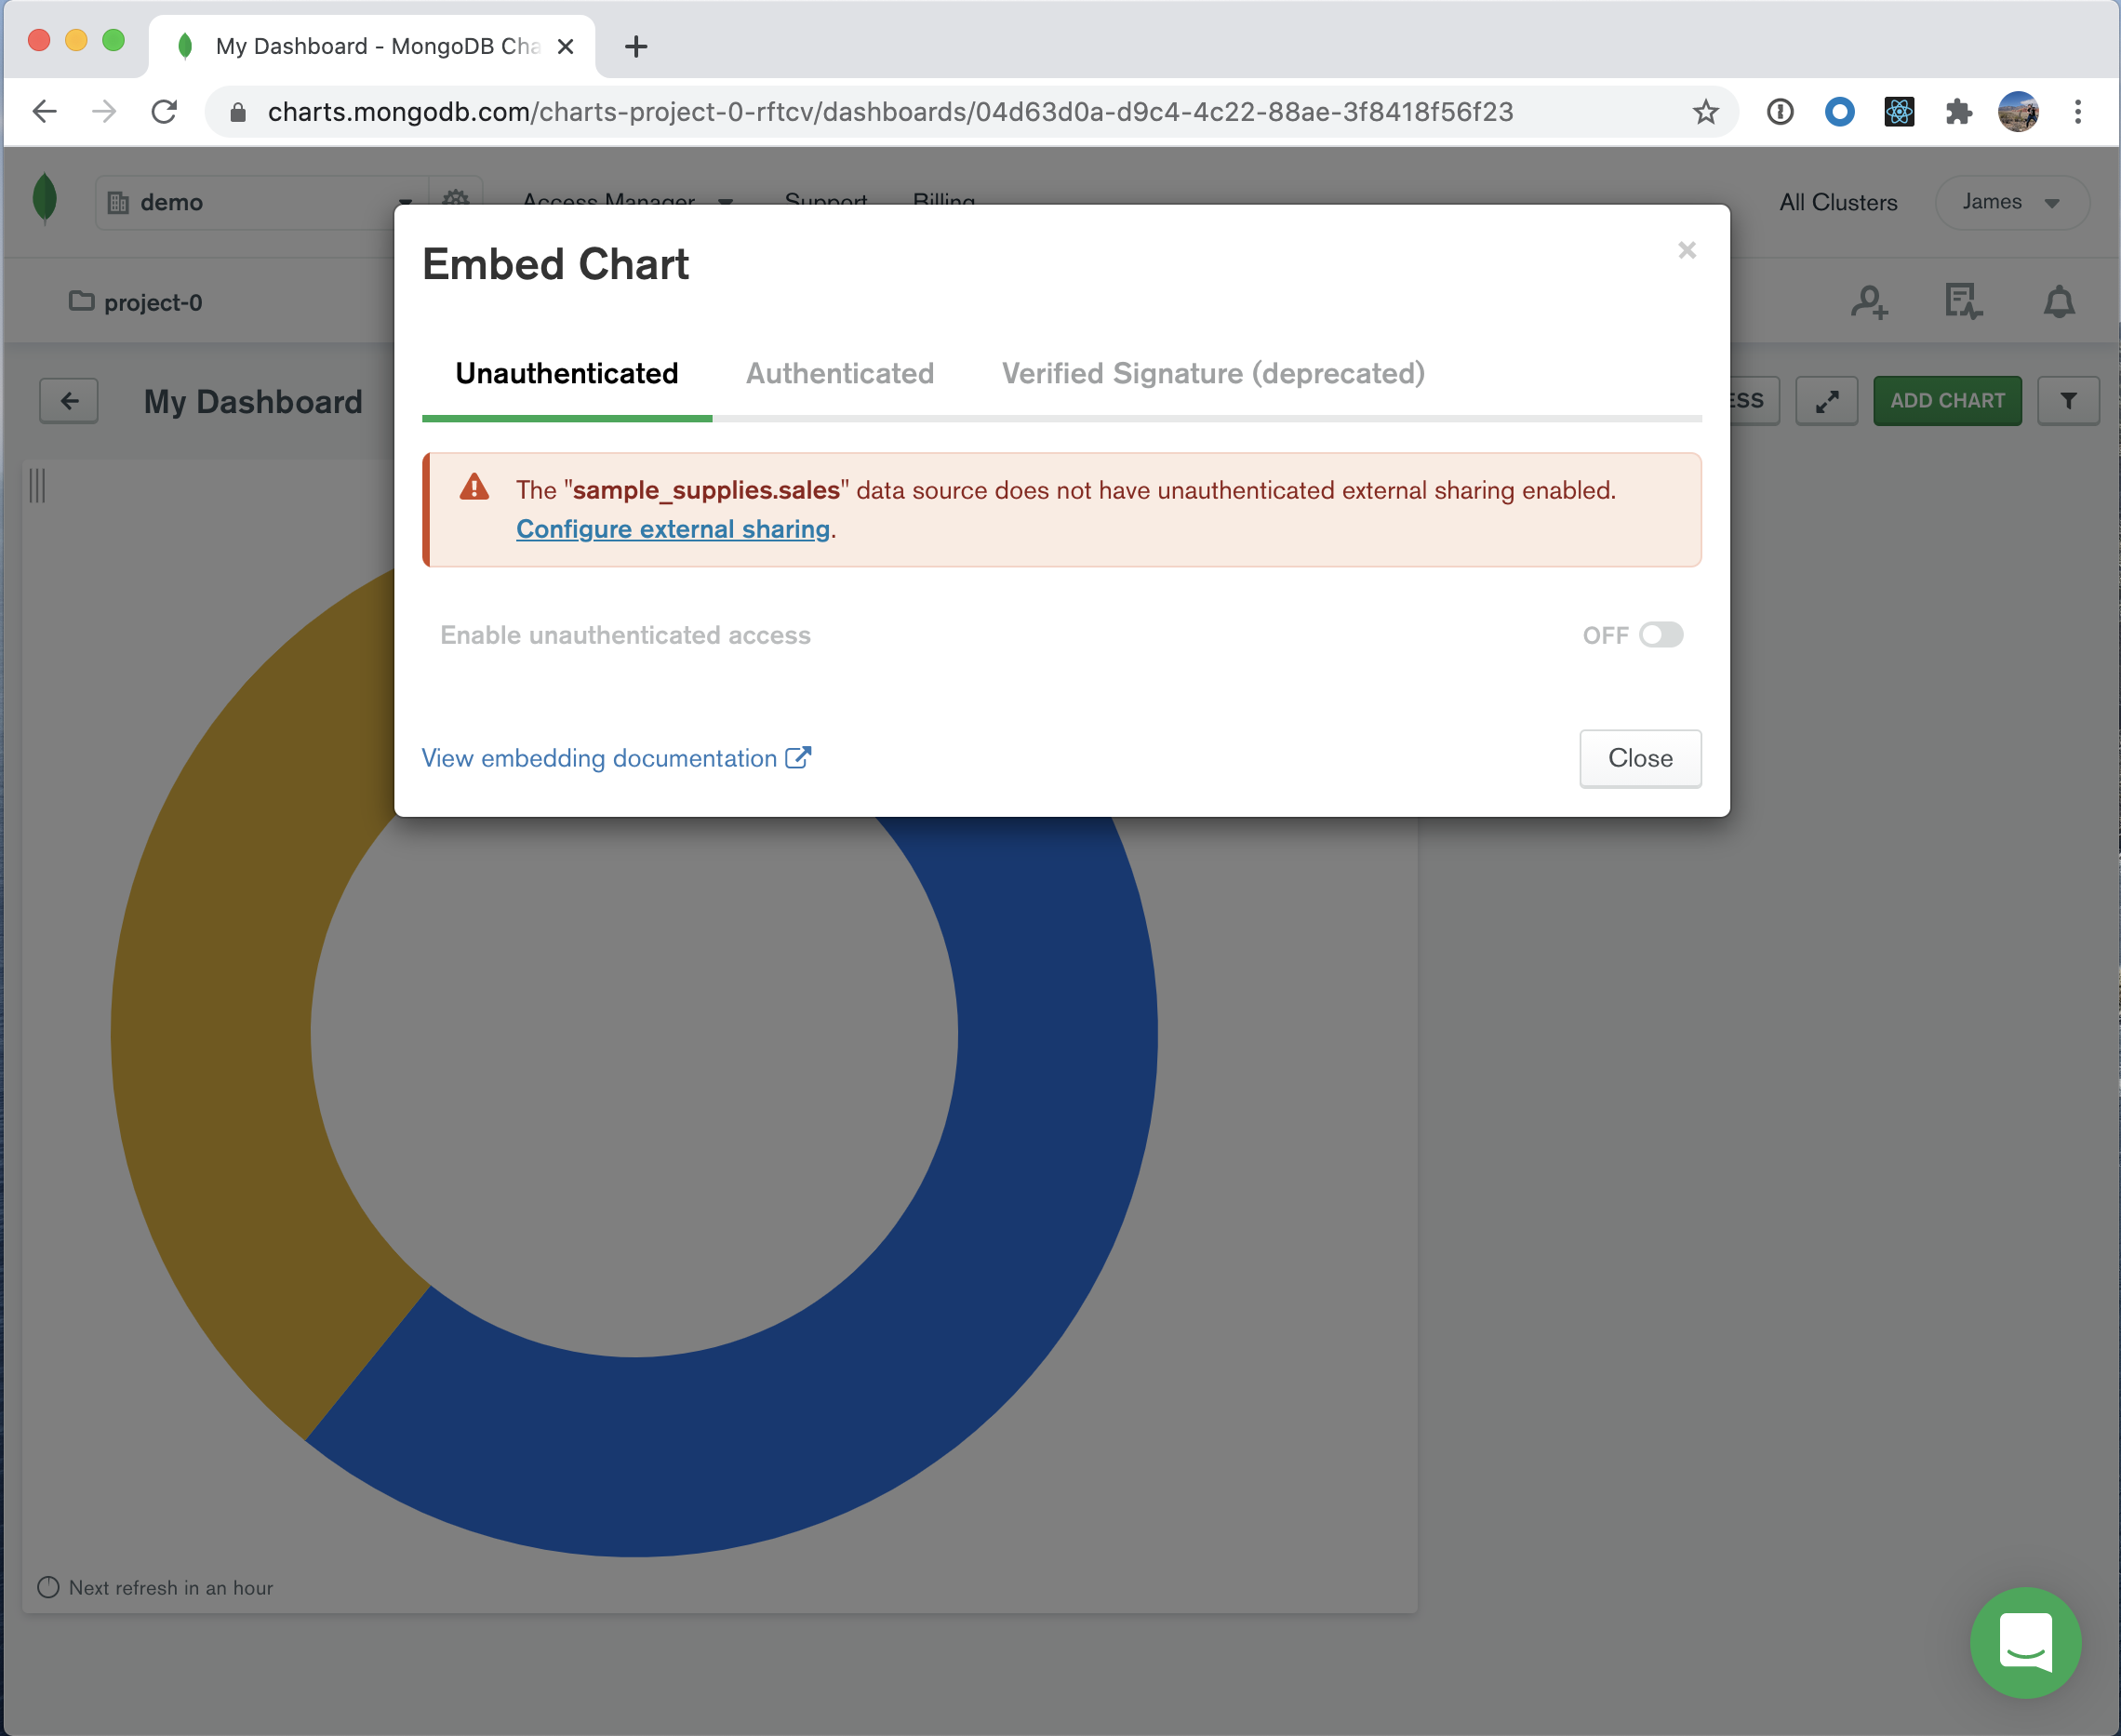 My Dashboard - MongoDB Cha
charts.mongodb.com/charts-project-0-rftcv/dashboards/04d63d0a-d9c4-4c22-88ae-3f8418f56f23
demo
Access Manager
Support
Billing
All Clusters
James
project-0
My Dashboard
ESS
ADD CHART
Embed Chart
Unauthenticated
Authenticated
Verified Signature (deprecated)
The "sample_supplies.sales" data source does not have unauthenticated external sharing enabled.
Configure external sharing.
Enable unauthenticated access
OFF
View embedding documentation
Close
Next refresh in an hour